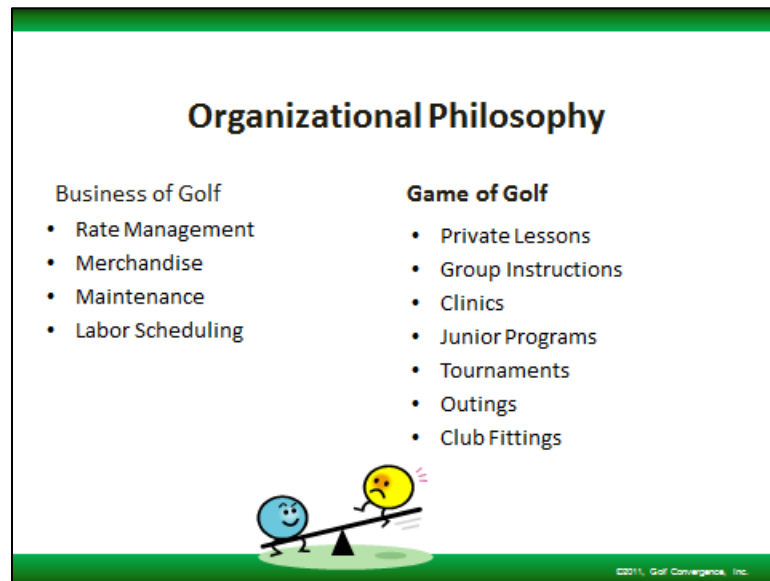 Organizational Philosophy
Business of Golf
• Rate Management
• Merchandise
• Maintenance
• Labor Scheduling
Game of Golf
• Private Lessons
• Group Instructions
• Clinics
• Junior Programs
• Tournaments
• Outings
• Club Fittings
©2011, Golf Convergence, Inc.